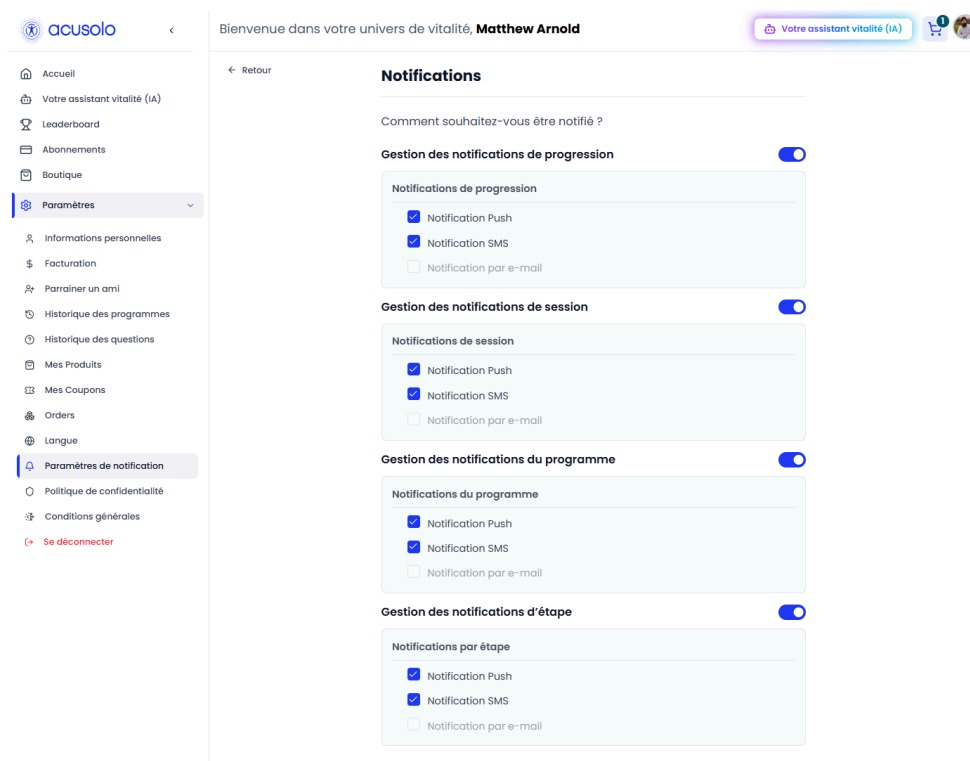 acusolo
Bienvenue dans votre univers de vitalité, Matthew Arnold
Votre assistant vitalité (IA)
1
Accueil
Votre assistant vitalité (IA)
Leaderboard
Abonnements
Boutique
Paramètres
Informations personnelles
Facturation
Parrainer un ami
Historique des programmes
Historique des questions
Mes Produits
Mes Coupons
Orders
Langue
Paramètres de notification
Politique de confidentialité
Conditions générales
Se déconnecter
Retour
Notifications
Comment souhaitez-vous être notifié ?
Gestion des notifications de progression
Notifications de progression
Notification Push
Notification SMS
Notification par e-mail
Gestion des notifications de session
Notifications de session
Notification Push
Notification SMS
Notification par e-mail
Gestion des notifications du programme
Notifications du programme
Notification Push
Notification SMS
Notification par e-mail
Gestion des notifications d’étape
Notifications par étape
Notification Push
Notification SMS
Notification par e-mail